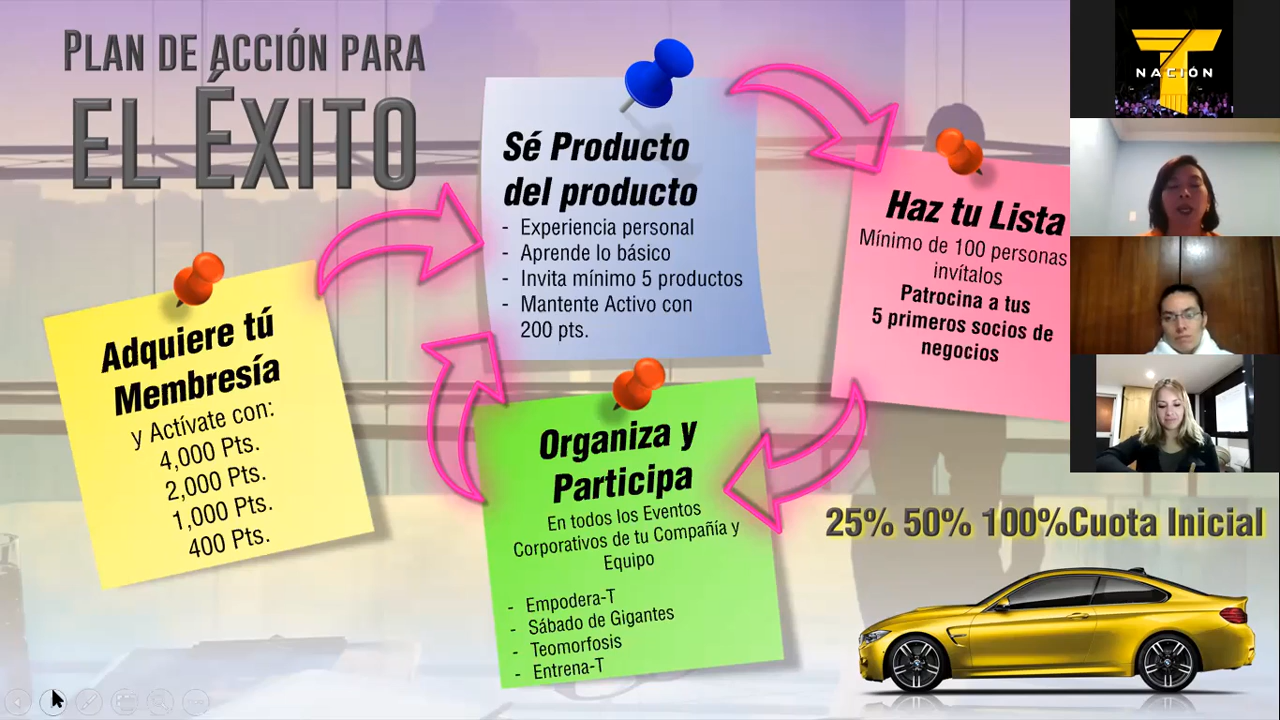 PLAN DE ACCIÓN PARA
EL ÉXITO
Adquiere tú
Membresía
y Actívate con:
4,000 Pts.
2,000 Pts.
1,000 Pts.
400 Pts.
Sé Producto
del producto
- Experiencia personal
- Aprende lo básico
- Invita mínimo 5 productos
- Mantente Activo con
200 pts.
Haz tu Lista
Mínimo de 100 personas
invítalos
Patrocina a tus
5 primeros socios de
negocios
Organiza y
Participa
En todos los Eventos
Corporativos de tu Compañía y
Equipo
- Empodera-T
- Sábado de Gigantes
- Teomorfosis
- Entrena-T
25% 50% 100%Cuota Inicial
T
NACIÓN